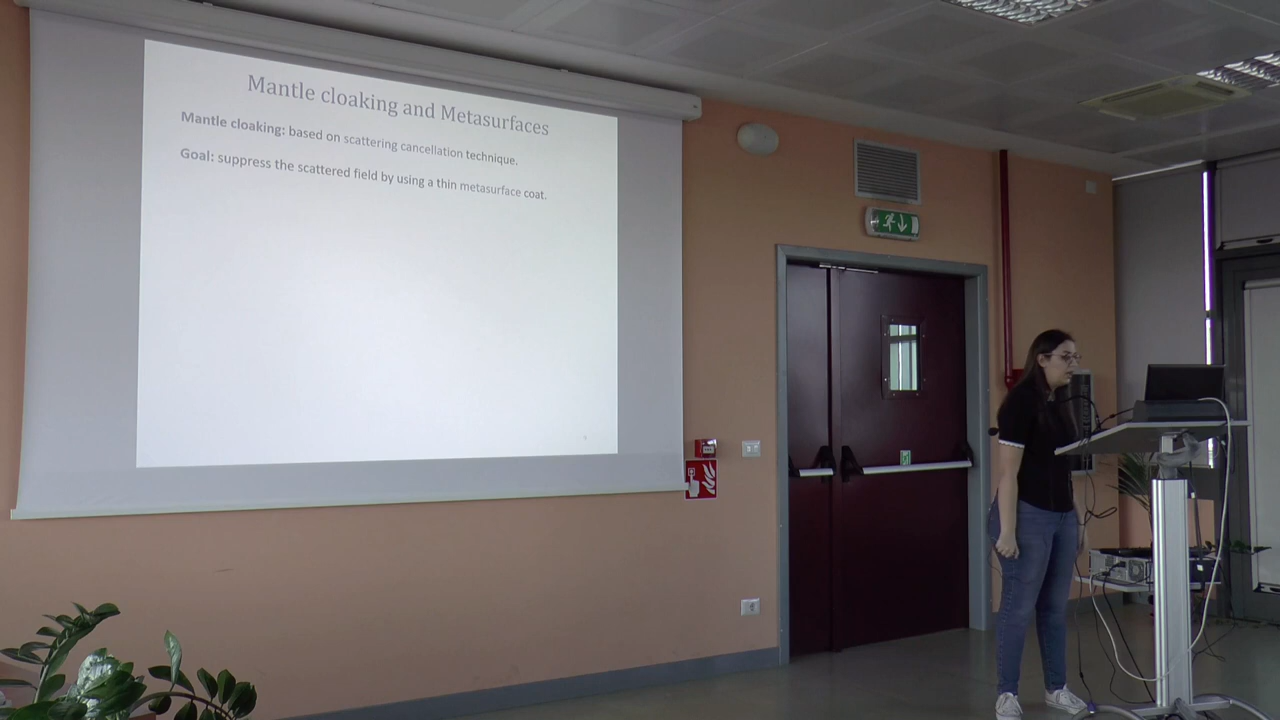 Mantle cloaking and Metasurfaces
Mantle cloaking: based on scattering cancellation technique.
Goal: suppress the scattered field by using a thin metasurface coat.